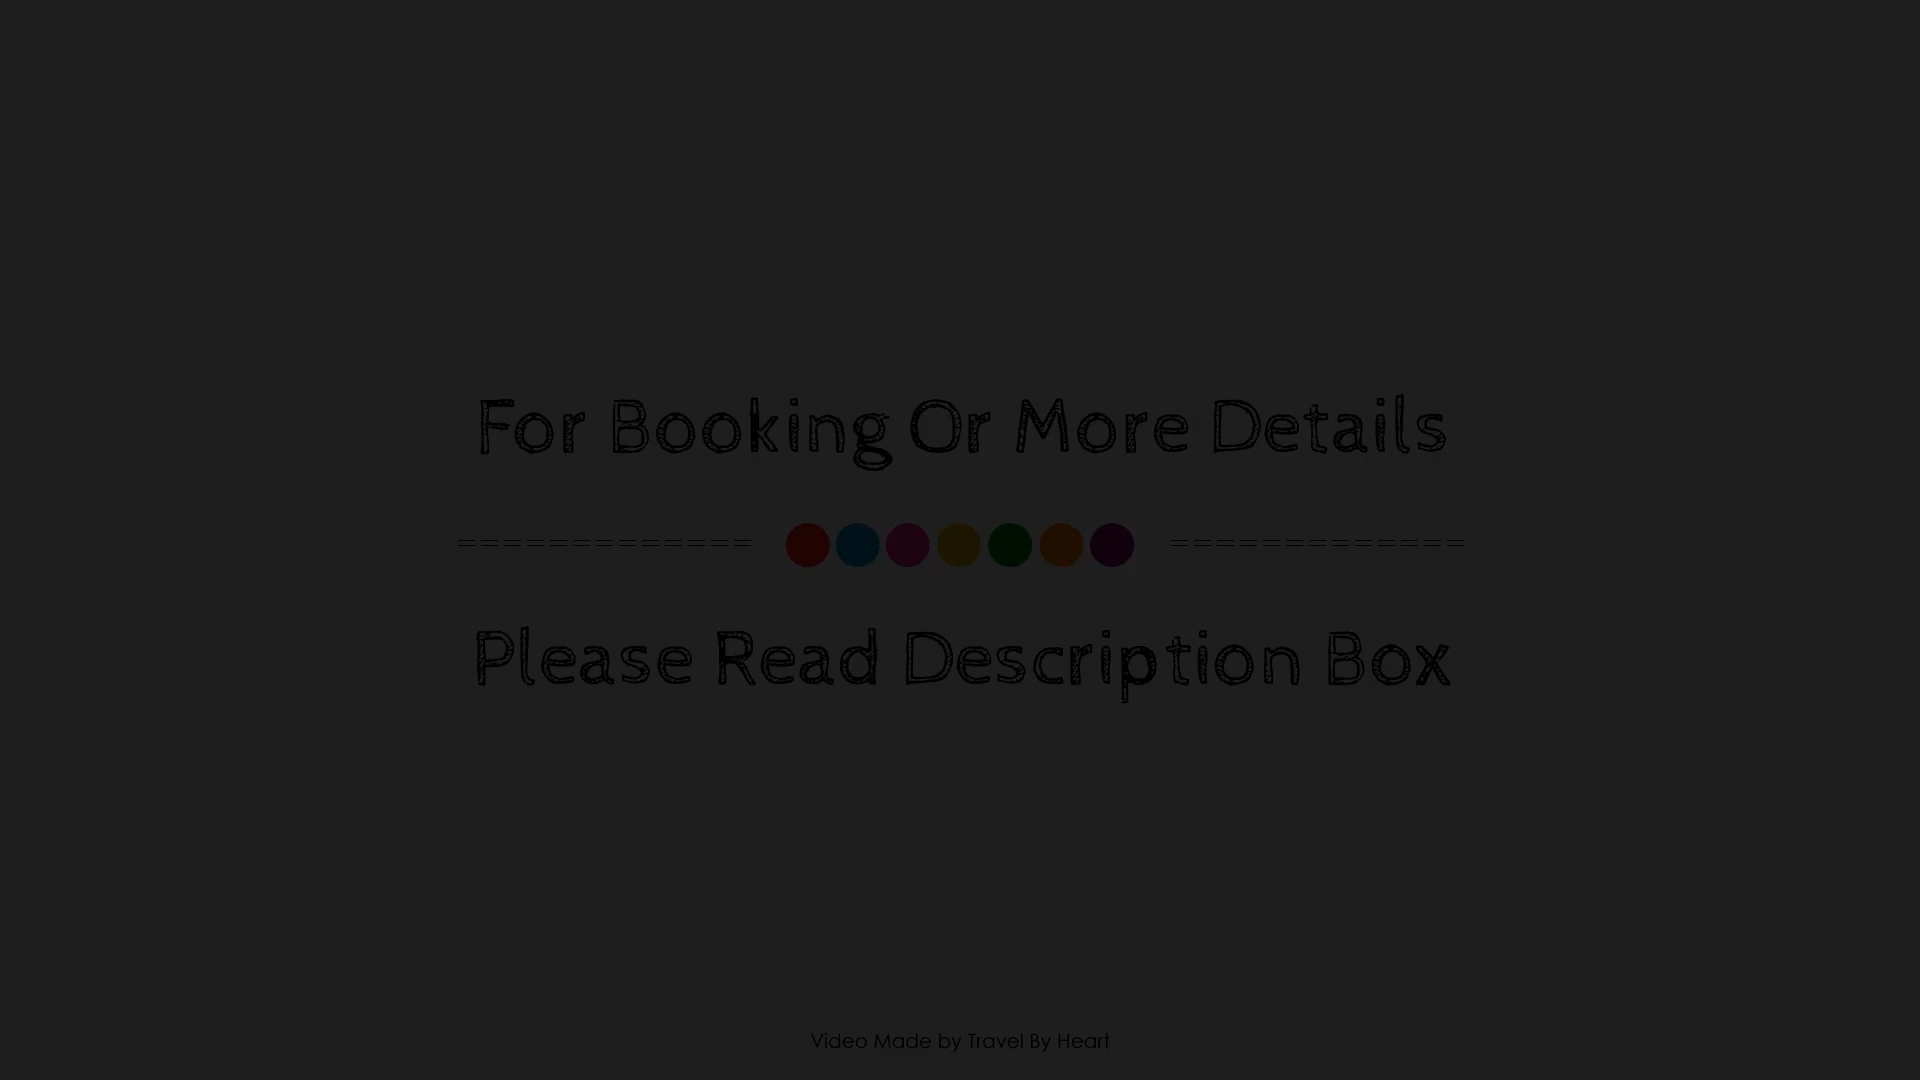 For Booking Or More Details
============= =============
Please Read Description Box
Video Made by Travel By Heart